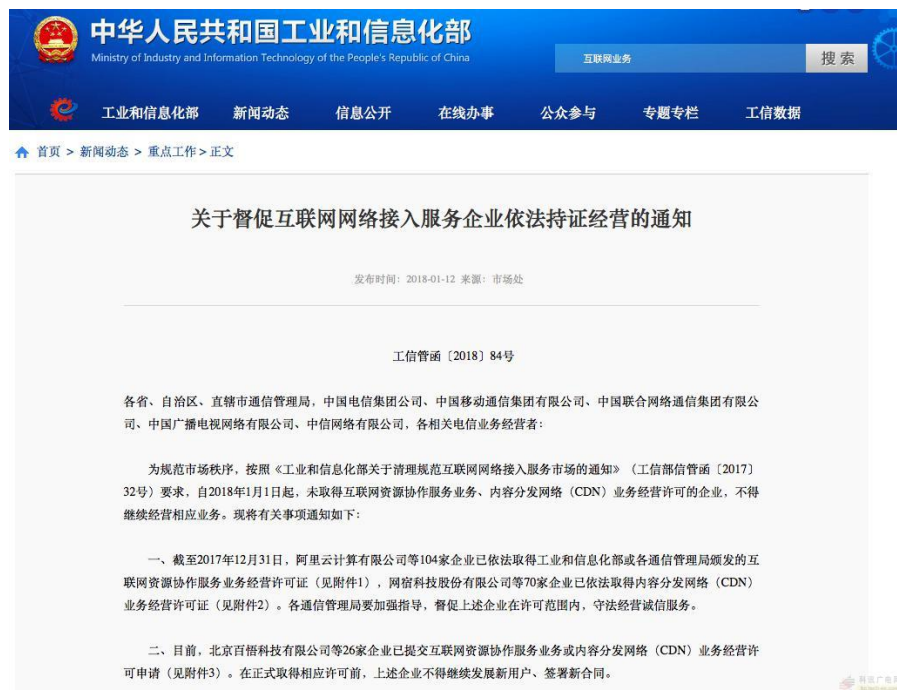 中华人民共和国工业和信息化部
Ministry of Industry and Information Technology of the People's Republic of China
互联网业务
搜索
工业和信息化部 新闻动态 信息公开 在线办事 公众参与 专题专栏 工信数据
首页 > 新闻动态 > 重点工作 > 正文
关于督促互联网网络接入服务企业依法持证经营的通知
发布时间：2018-01-12 来源：市场处
工信管函〔2018〕84号
各省、自治区、直辖市通信管理局，中国电信集团公司、中国移动通信集团有限公司、中国联合网络通信集团有限公
司、中国广播电视网络有限公司、中信网络有限公司，各相关电信业务经营者：
为规范市场秩序，按照《工业和信息化部关于清理规范互联网网络接入服务市场的通知》（工信部信管函〔2017〕
32号）要求，自2018年1月1日起，未取得互联网资源协作服务业务、内容分发网络（CDN）业务经营许可的企业，不得
继续经营相应业务。现将有关事项通知如下：
一、截至2017年12月31日，阿里云计算有限公司等104家企业已依法取得工业和信息化部或各通信管理局颁发的互
联网资源协作服务业务经营许可证（见附件1），网宿科技股份有限公司等70家企业已依法取得内容分发网络（CDN）
业务经营许可证（见附件2）。各通信管理局要加强指导，督促上述企业在许可范围内，守法经营诚信服务。
二、目前，北京百悟科技有限公司等26家企业已提交互联网资源协作服务业务或内容分发网络（CDN）业务经营许
可申请（见附件3）。在正式取得相应许可前，上述企业不得继续发展新用户、签署新合同。